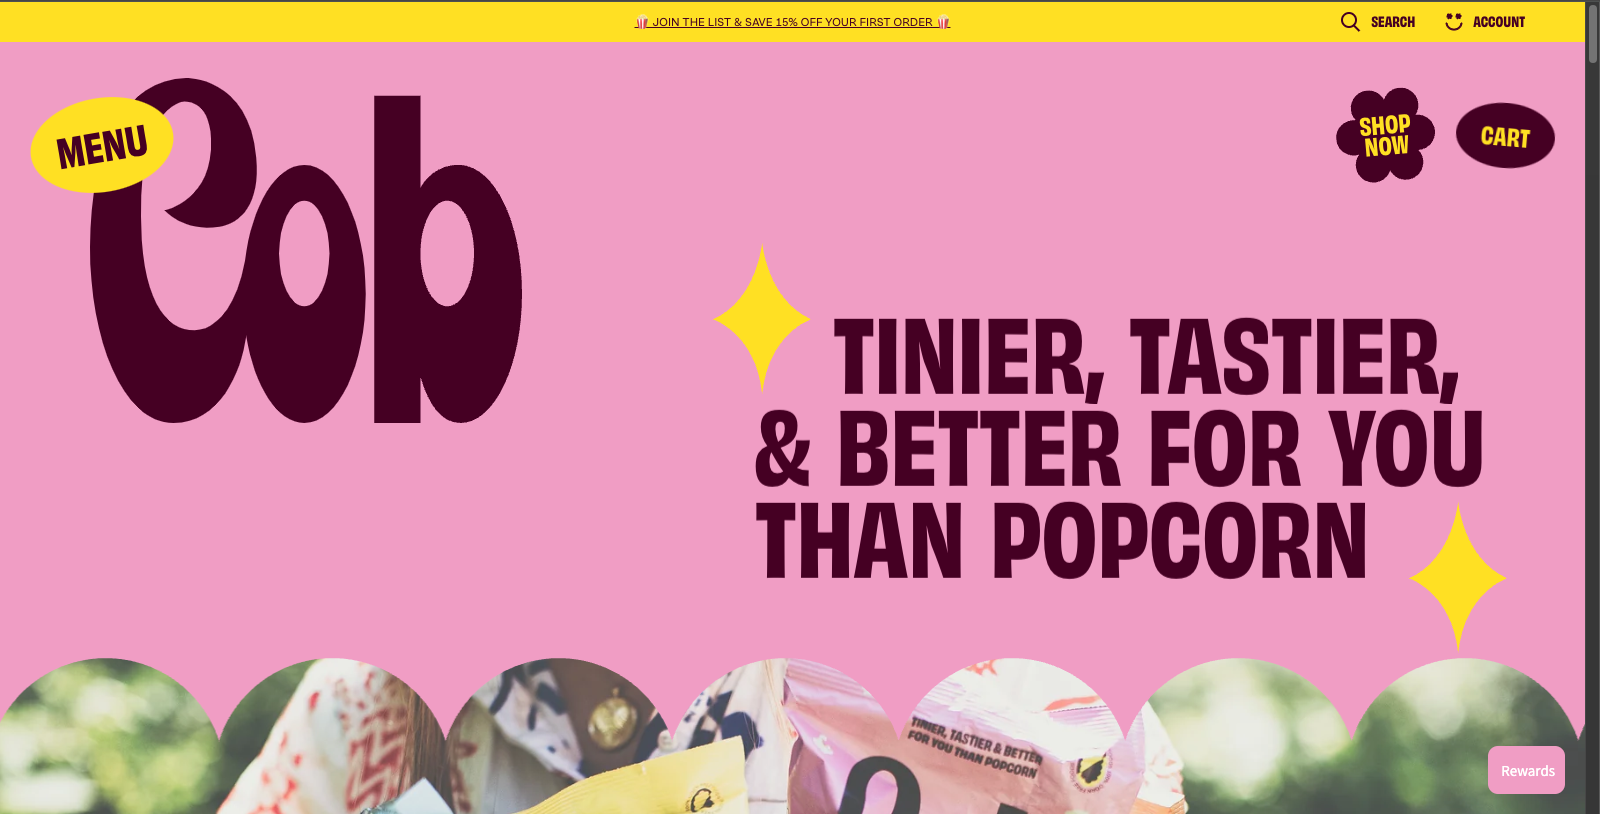 JOIN THE LIST & SAVE 15% OFF YOUR FIRST ORDER
SEARCH
ACCOUNT
MENU
Cob
SHOP
NOW
CART
TINIER, TASTIER,
& BETTER FOR YOU
THAN POPCORN
TINIER, TASTIER & BETTER
FOR YOU THAN POPCORN
Rewards